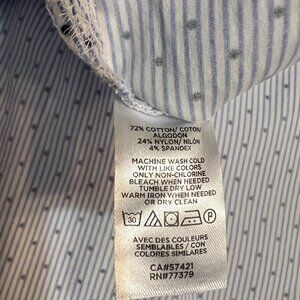 72% COTTON/ COTON/
ALGODON
24% NYLON/ NILÓN
4% SPANDEX
MACHINE WASH COLD
WITH LIKE COLORS
ONLY NON-CHLORINE
BLEACH WHEN NEEDED
TUMBLE DRY LOW
WARM IRON WHEN NEEDED
OR DRY CLEAN
30 P
AVEC DES COULEURS
SEMBLABLES / CON
COLORES SIMILARES
CA#57421
RN#77379